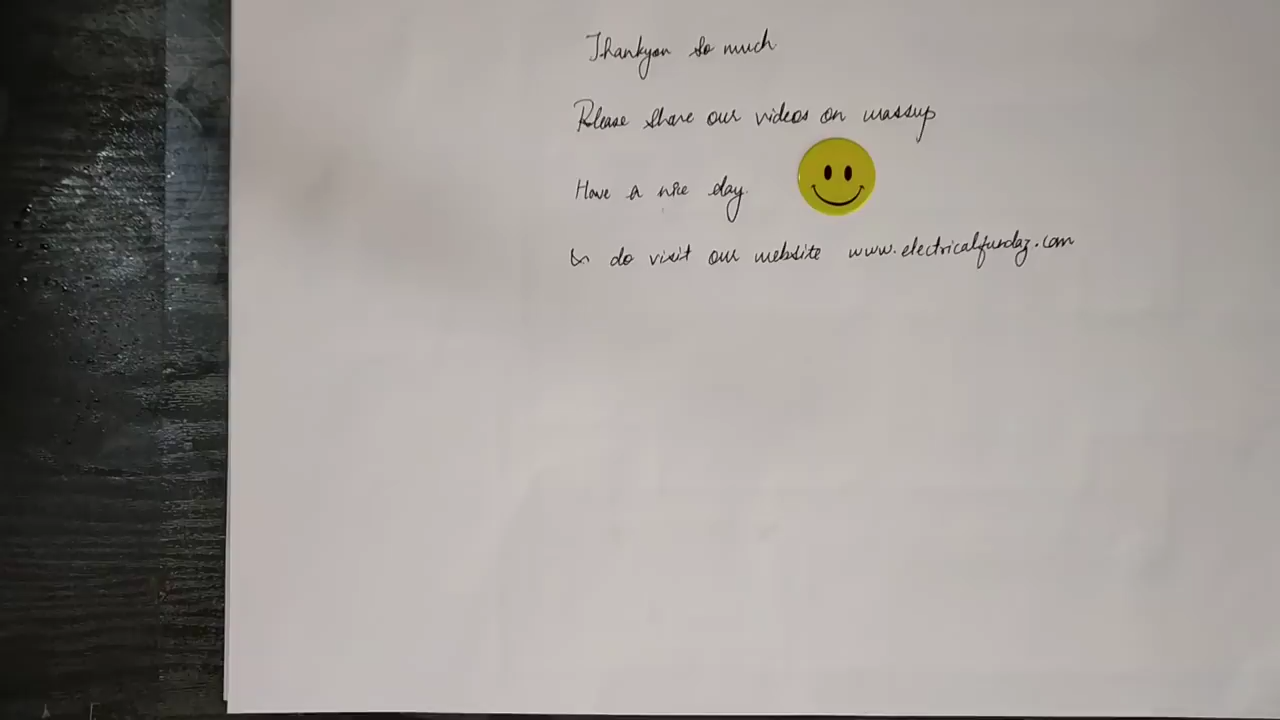 Thankyou so much
Please share our videos on wassup
Have a nice day.
& do visit our website www.electricalfundaz.com